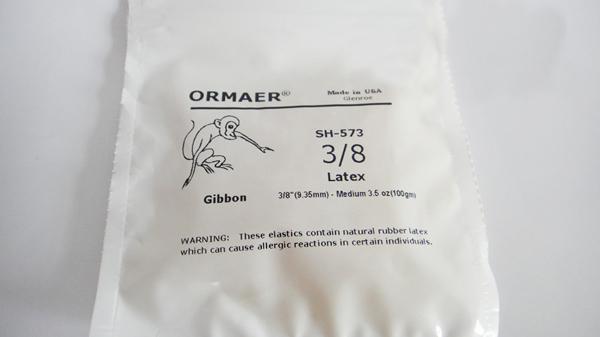 ORMAER® Made in USA
Glenroe
SH-573
3/8
Latex
Gibbon 3/8"(9.35mm) - Medium 3.5 oz(100gm)
WARNING: These elastics contain natural rubber latex
which can cause allergic reactions in certain individuals.